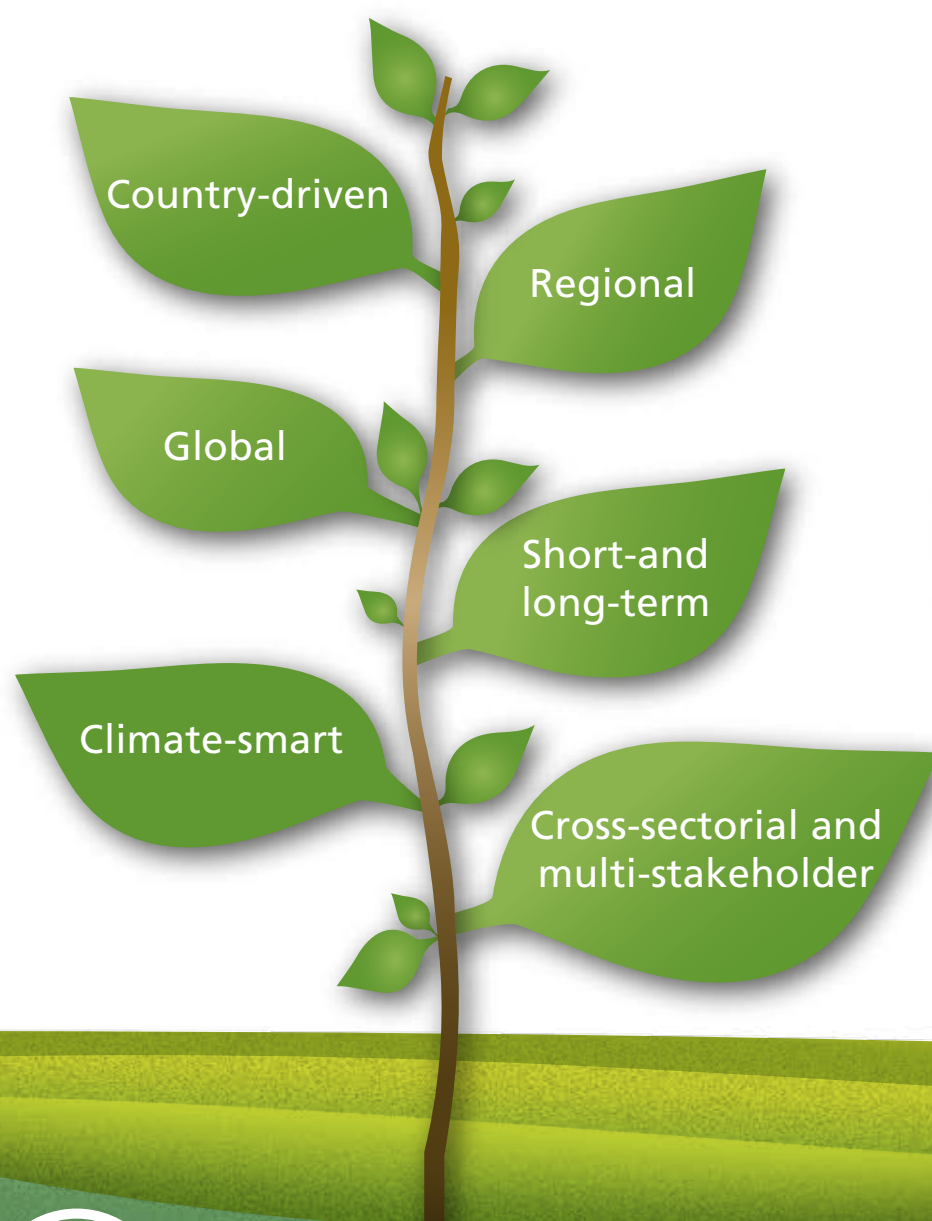 Country-driven
Regional
Global
Short-and
long-term
Climate-smart
Cross-sectorial and
multi-stakeholder